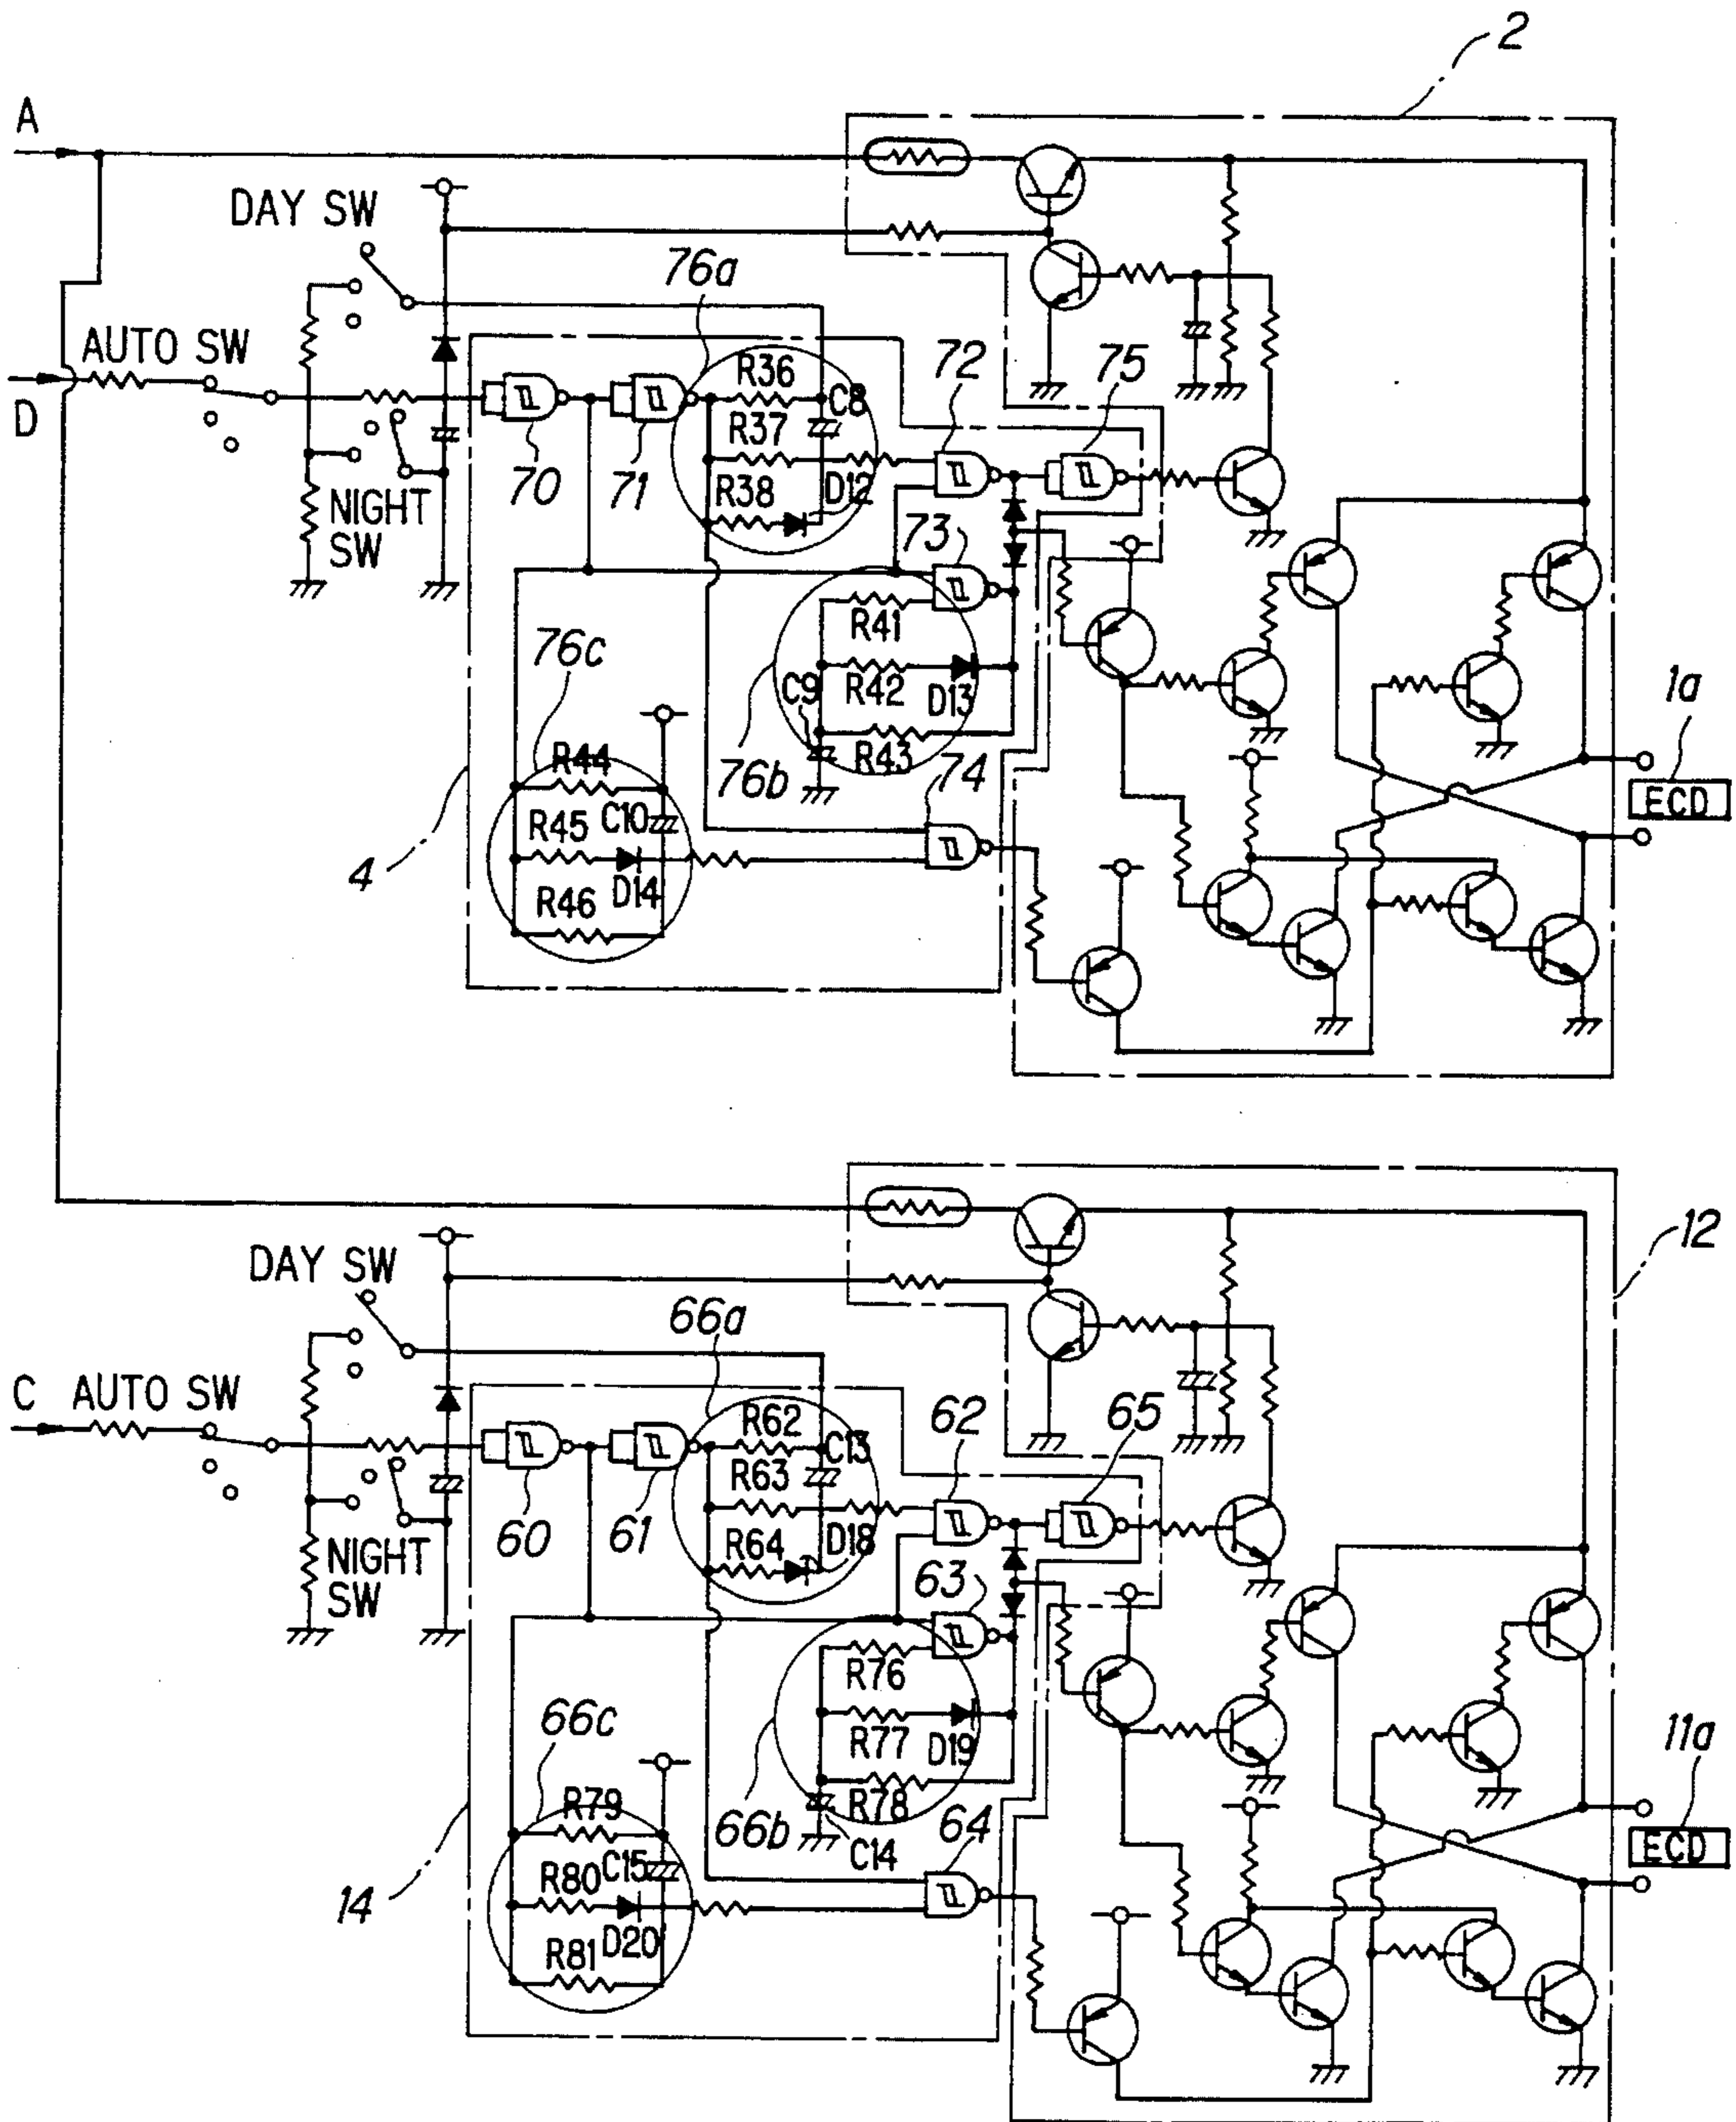 2
A
DAY SW
76a
AUTO SW
D
R36
C8
72
75
R37
70
71
R38
D12
NIGHT
SW
73
R41
76c
R42
D13
C9
1a
R44
76b
R43
74
ECD
R45
C10
4
R46
D14
12
DAY SW
66a
C AUTO SW
R62
C13
62
65
R63
60
61
R64
D18
NIGHT
SW
63
R76
66c
R77
D19
11a
R79
66b
R78
64
C14
ECD
R80
C15
14
R81
D20